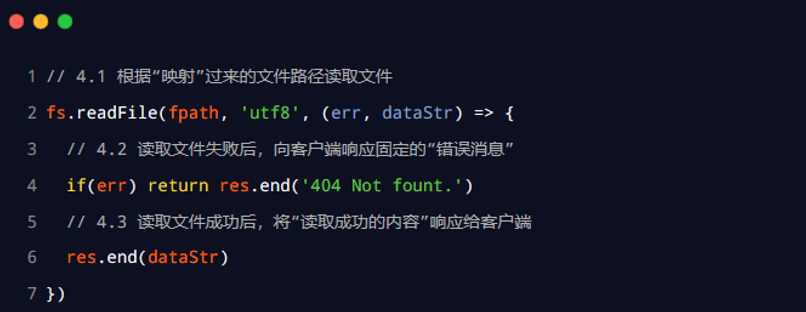 1 // 4.1 根据“映射”过来的文件路径读取文件
2 fs.readFile(fpath, 'utf8', (err, dataStr) => {
3   // 4.2 读取文件失败后，向客户端响应固定的“错误消息”
4   if(err) return res.end('404 Not fount.')
5   // 4.3 读取文件成功后，将“读取成功的内容”响应给客户端
6   res.end(dataStr)
7 })